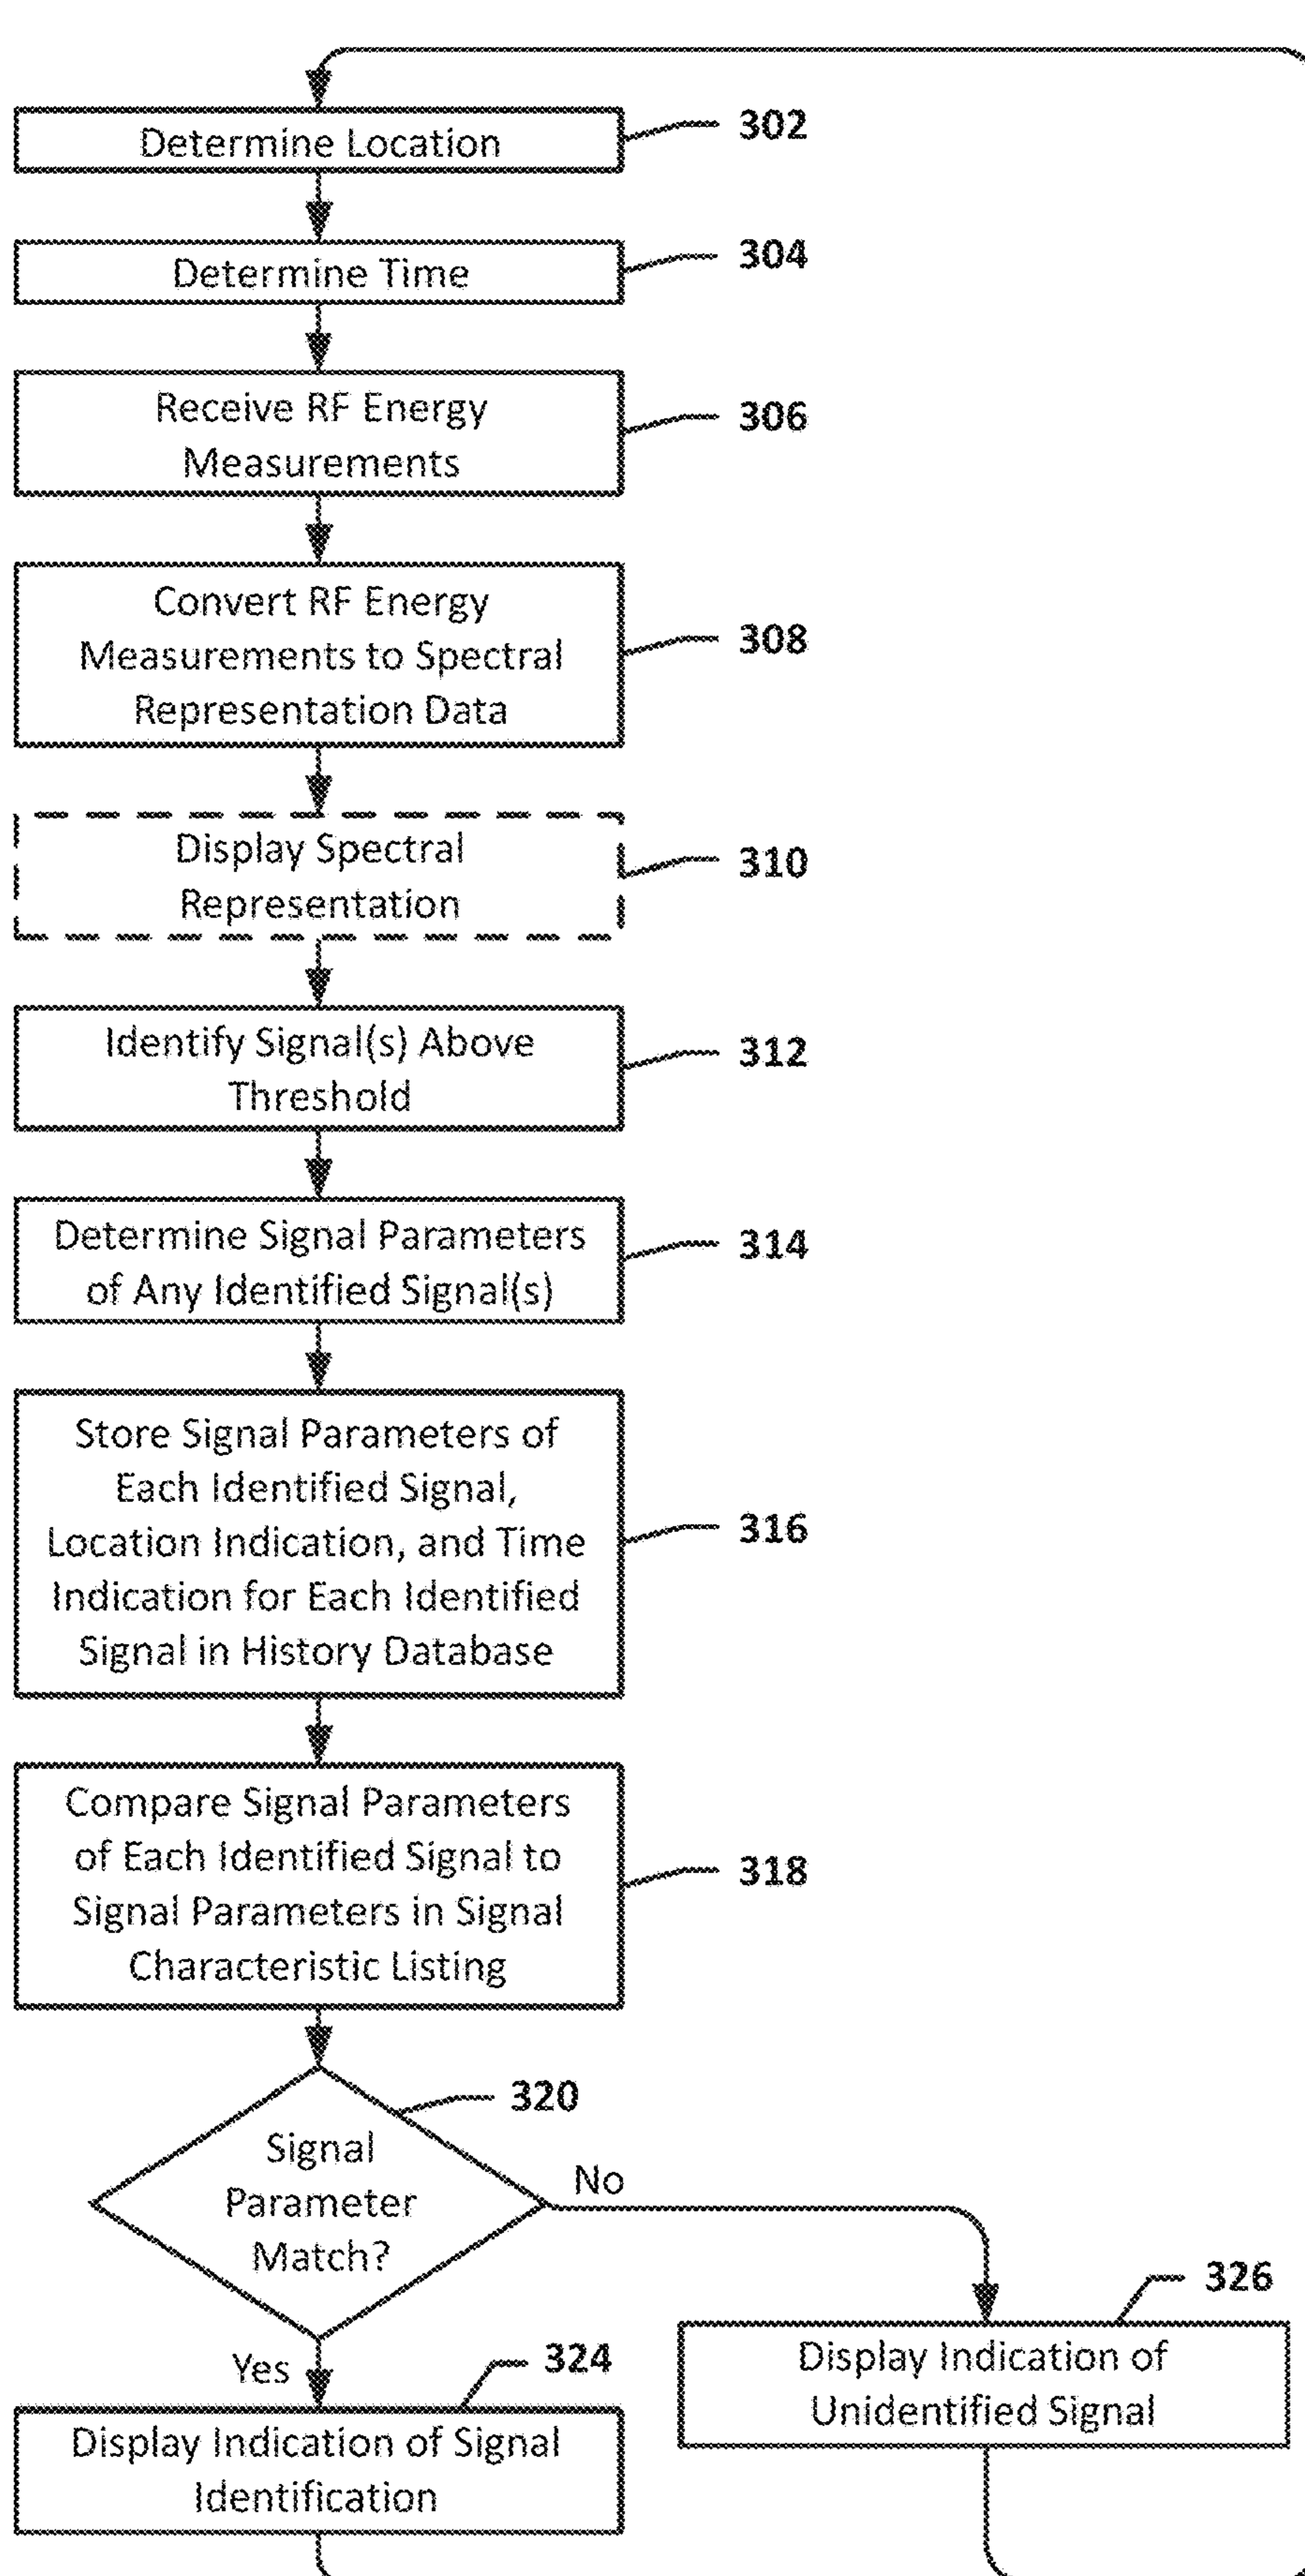 Determine Location
302
Determine Time
304
Receive RF Energy
Measurements
306
Convert RF Energy
Measurements to Spectral
Representation Data
308
Display Spectral
Representation
310
Identify Signal(s) Above
Threshold
312
Determine Signal Parameters
of Any Identified Signal(s)
314
Store Signal Parameters of
Each Identified Signal,
Location Indication, and Time
Indication for Each Identified
Signal in History Database
316
Compare Signal Parameters
of Each Identified Signal to
Signal Parameters in Signal
Characteristic Listing
318
320
Signal
Parameter
Match?
No
Yes
324
Display Indication of Signal
Identification
326
Display Indication of
Unidentified Signal